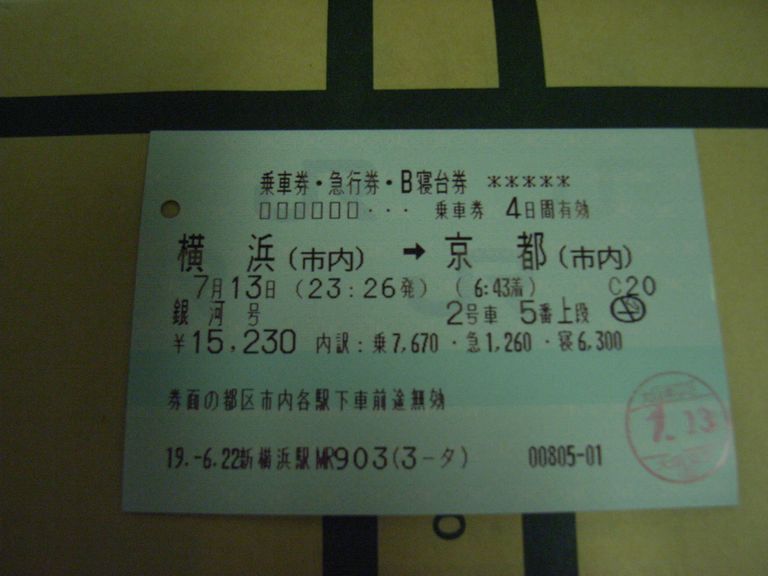 乗車券・急行券・B寝台券 *****
□□□□□□・・・ 乗車券 4日間有効
横 浜 (市内) → 京 都 (市内)
7月13日 (23:26発) ( 6:43着) C20
銀 河 号 2号車 5番上段
¥15,230 内訳:乗7,670・急1,260・寝6,300
券面の都区市内各駅下車前途無効
19.-6.22新横浜駅MR903(3-タ) 00805-01
7.13